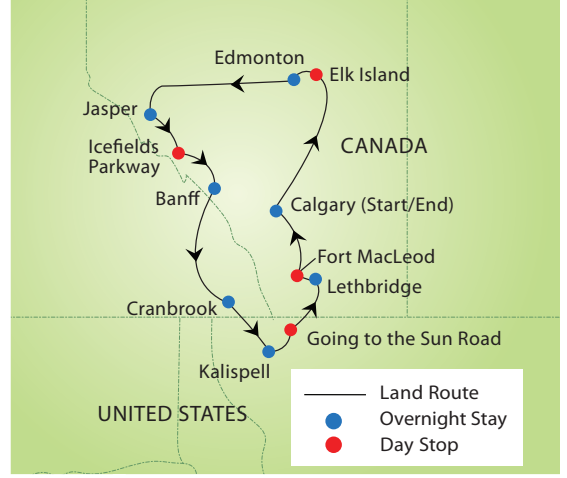 Edmonton
Elk Island
Jasper
Icefields
Parkway
CANADA
Banff
Calgary (Start/End)
Fort MacLeod
Lethbridge
Cranbrook
Going to the Sun Road
Kalispell
UNITED STATES
Land Route
Overnight Stay
Day Stop